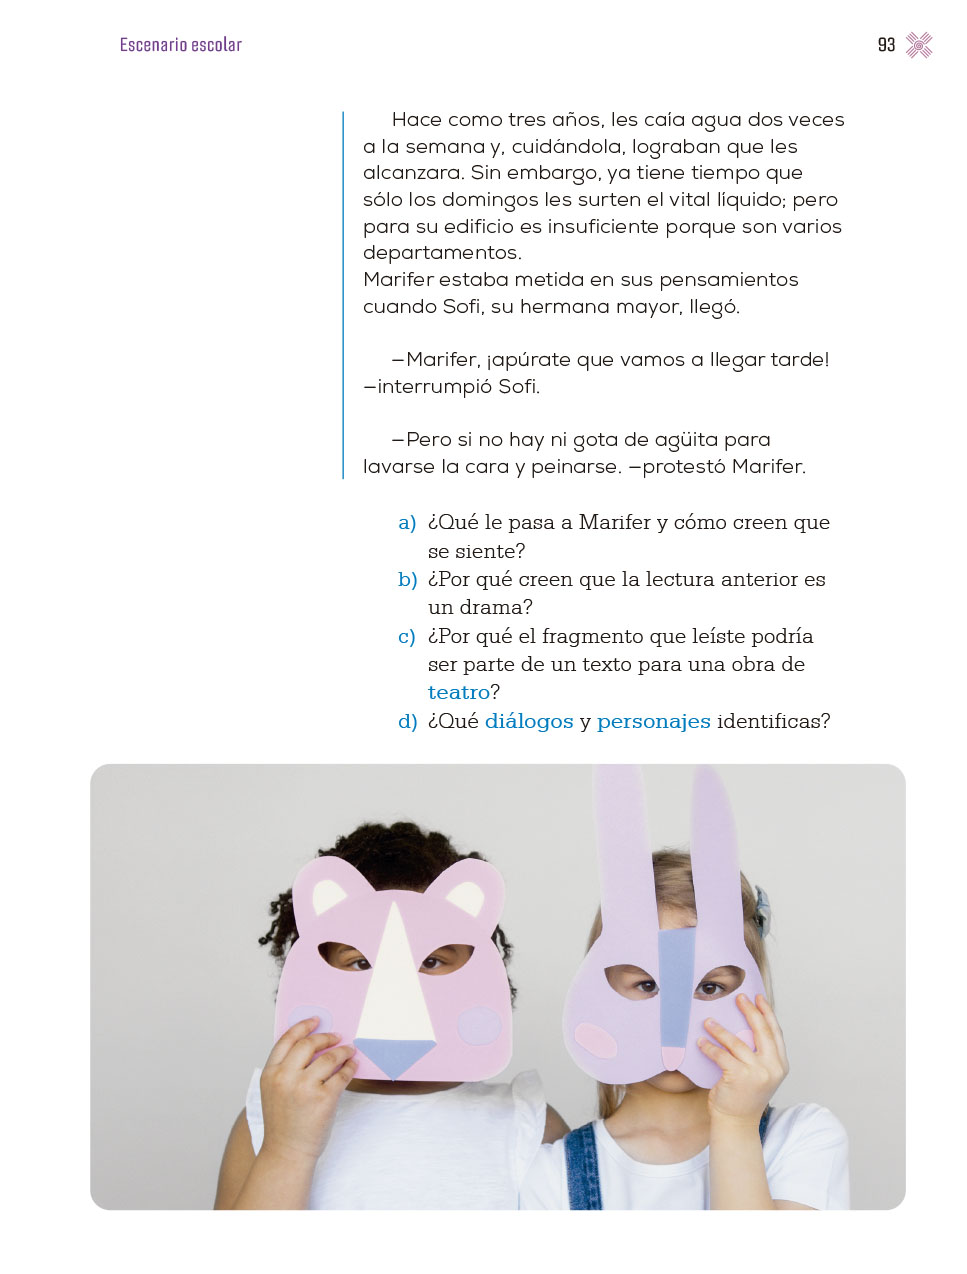 Escenario escolar
93
Hace como tres años, les caía agua dos veces
a la semana y, cuidándola, lograban que les
alcanzara. Sin embargo, ya tiene tiempo que
sólo los domingos les surten el vital líquido; pero
para su edificio es insuficiente porque son varios
departamentos.
Marifer estaba metida en sus pensamientos
cuando Sofi, su hermana mayor, llegó.
—Marifer, ¡apúrate que vamos a llegar tarde!
—interrumpió Sofi.
—Pero si no hay ni gota de agüita para
lavarse la cara y peinarse. —protestó Marifer.
a) ¿Qué le pasa a Marifer y cómo creen que
se siente?
b) ¿Por qué creen que la lectura anterior es
un drama?
c) ¿Por qué el fragmento que leíste podría
ser parte de un texto para una obra de
teatro?
d) ¿Qué diálogos y personajes identificas?